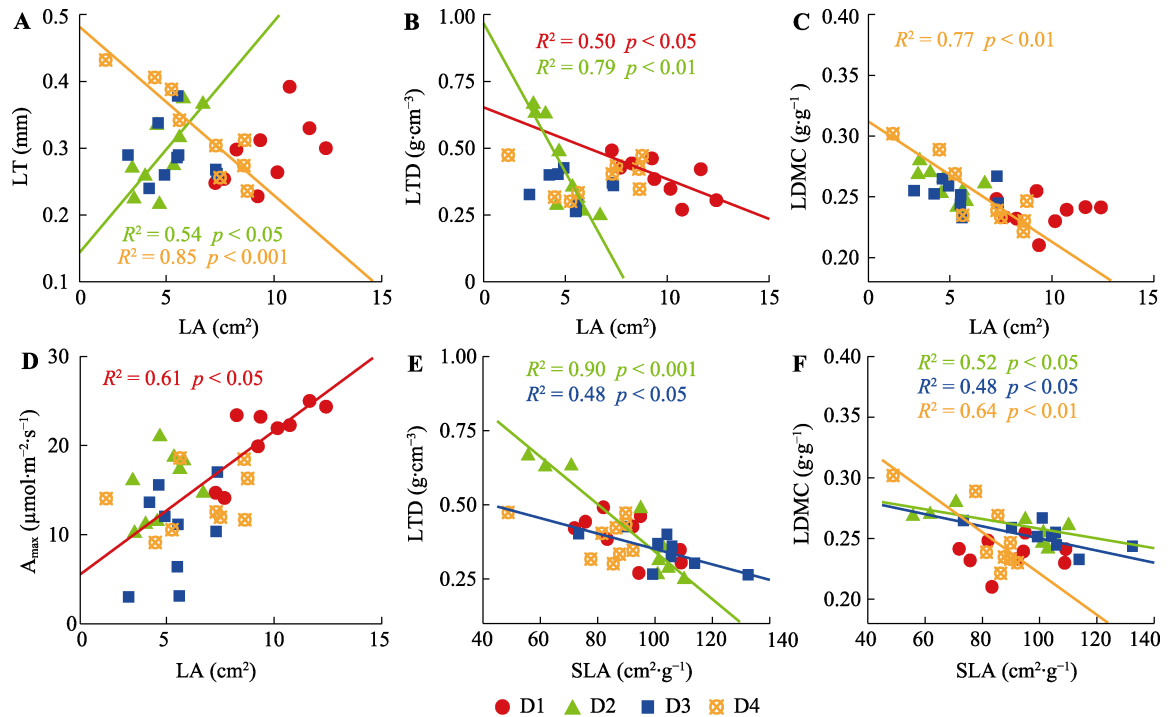 A
0.5
0.4
0.3
0.2
0.1
LT (mm)
R² = 0.54 p < 0.05
R² = 0.85 p < 0.001
0 5 10 15
LA (cm²)
B
1.00
0.75
0.50
0.25
0
LTD (g·cm⁻³)
R² = 0.50 p < 0.05
R² = 0.79 p < 0.01
0 5 10 15
LA (cm²)
C
0.40
0.35
0.30
0.25
0.20
LDMC (g·g⁻¹)
R² = 0.77 p < 0.01
0 5 10 15
LA (cm²)
D
30
20
10
0
Amax (μmol·m⁻²·s⁻¹)
R² = 0.61 p < 0.05
0 5 10 15
LA (cm²)
E
1.00
0.75
0.50
0.25
LTD (g·cm⁻³)
R² = 0.90 p < 0.001
R² = 0.48 p < 0.05
40 60 80 100 120 140
SLA (cm²·g⁻¹)
F
0.40
0.35
0.30
0.25
0.20
LDMC (g·g⁻¹)
R² = 0.52 p < 0.05
R² = 0.48 p < 0.05
R² = 0.64 p < 0.01
40 60 80 100 120 140
SLA (cm²·g⁻¹)
D1 D2 D3 D4